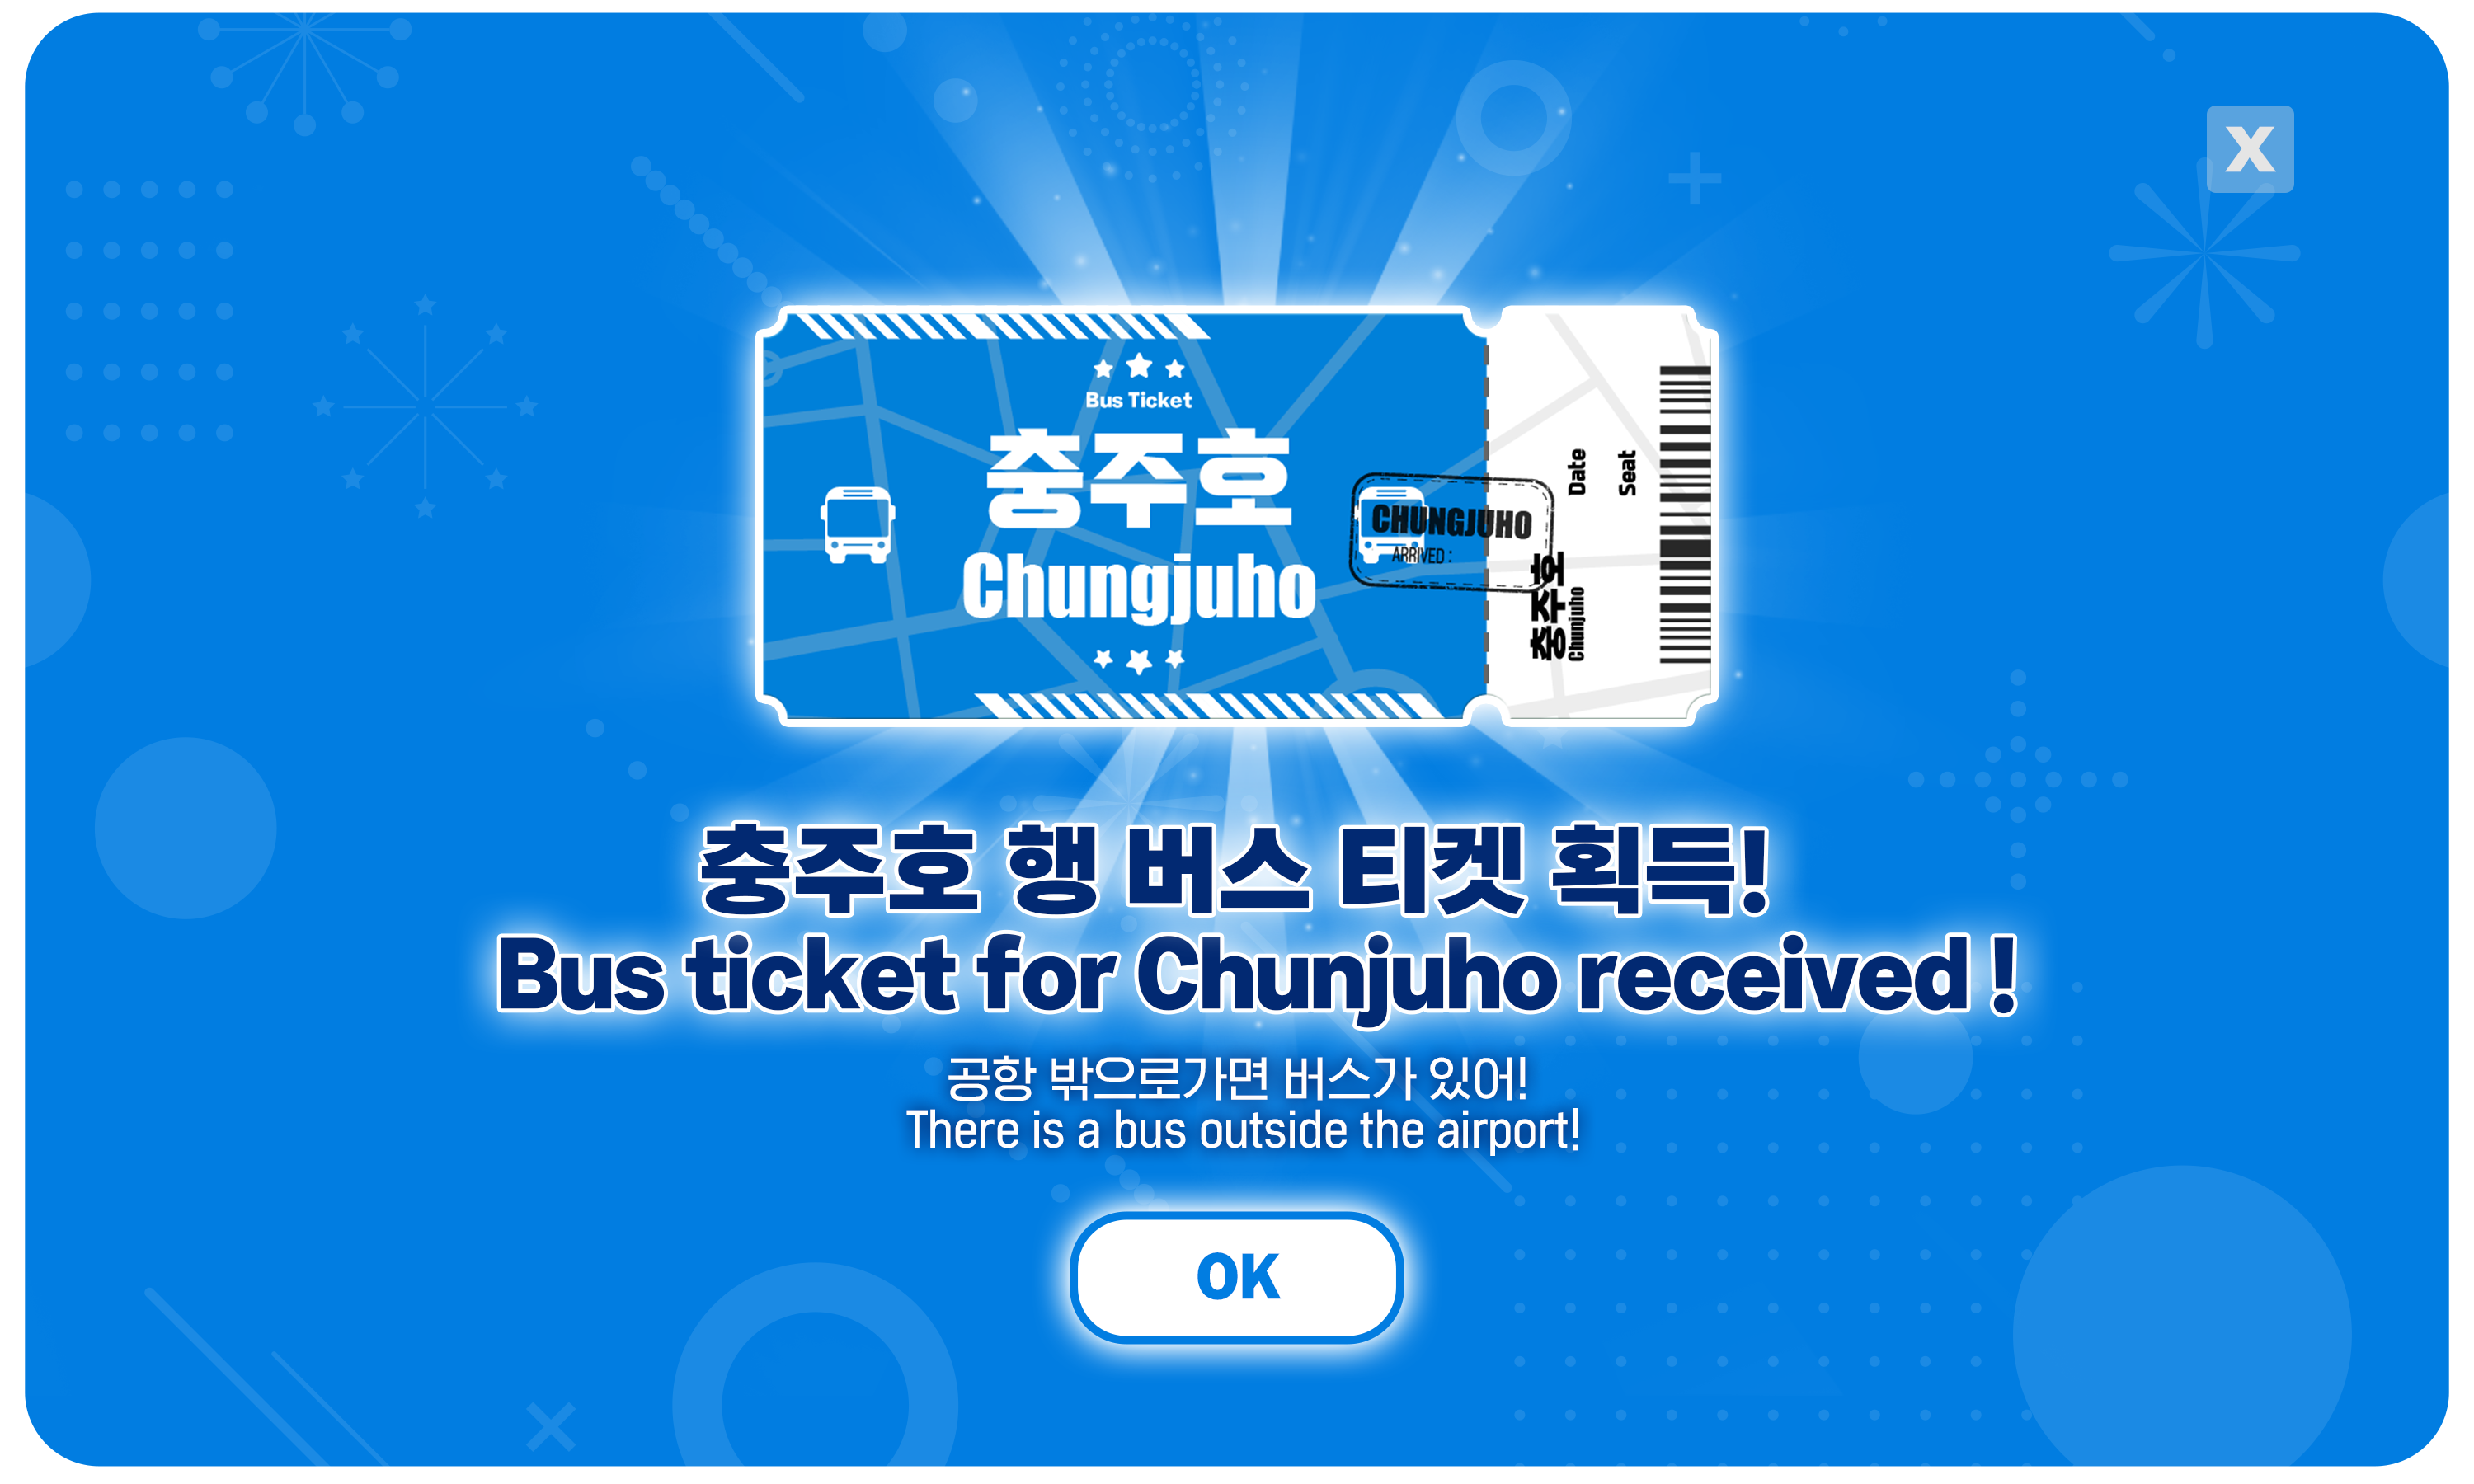 X
Bus Ticket
충주호
Chungjuho
CHUNGJUHO
ARRIVED :
Date
Seat
충주호
Chunjuho
충주호 행 버스 티켓 획득!
Bus ticket for Chunjuho received !
공항 밖으로가면 버스가 있어!
There is a bus outside the airport!
OK